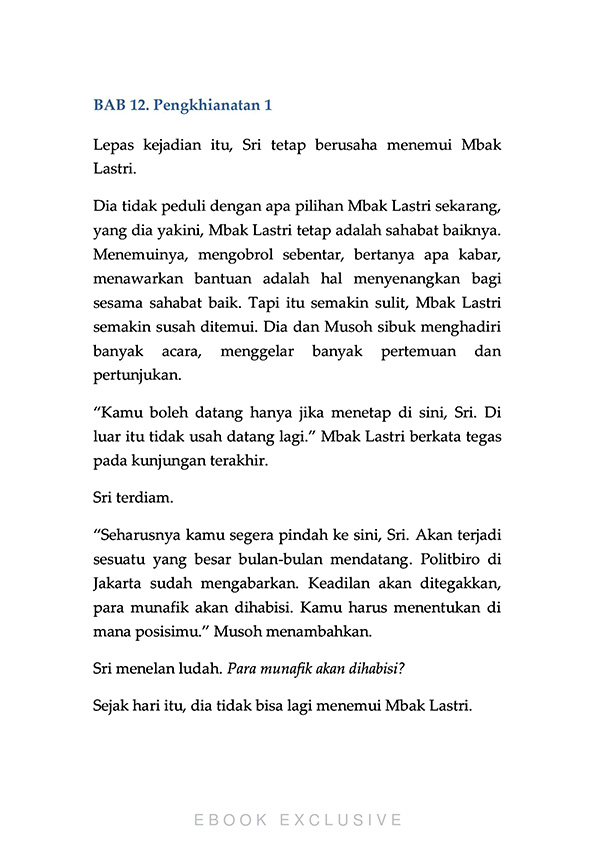 BAB 12. Pengkhianatan 1
Lepas kejadian itu, Sri tetap berusaha menemui Mbak
Lastri.
Dia tidak peduli dengan apa pilihan Mbak Lastri sekarang,
yang dia yakini, Mbak Lastri tetap adalah sahabat baiknya.
Menemuinya, mengobrol sebentar, bertanya apa kabar,
menawarkan bantuan adalah hal menyenangkan bagi
sesama sahabat baik. Tapi itu semakin sulit, Mbak Lastri
semakin susah ditemui. Dia dan Musoh sibuk menghadiri
banyak acara, menggelar banyak pertemuan dan
pertunjukan.
“Kamu boleh datang hanya jika menetap di sini, Sri. Di
luar itu tidak usah datang lagi.” Mbak Lastri berkata tegas
pada kunjungan terakhir.
Sri terdiam.
“Seharusnya kamu segera pindah ke sini, Sri. Akan terjadi
sesuatu yang besar bulan-bulan mendatang. Politbiro di
Jakarta sudah mengabarkan. Keadilan akan ditegakkan,
para munafik akan dihabisi. Kamu harus menentukan di
mana posisimu.” Musoh menambahkan.
Sri menelan ludah. Para munafik akan dihabisi?
Sejak hari itu, dia tidak bisa lagi menemui Mbak Lastri.
EBOOK EXCLUSIVE